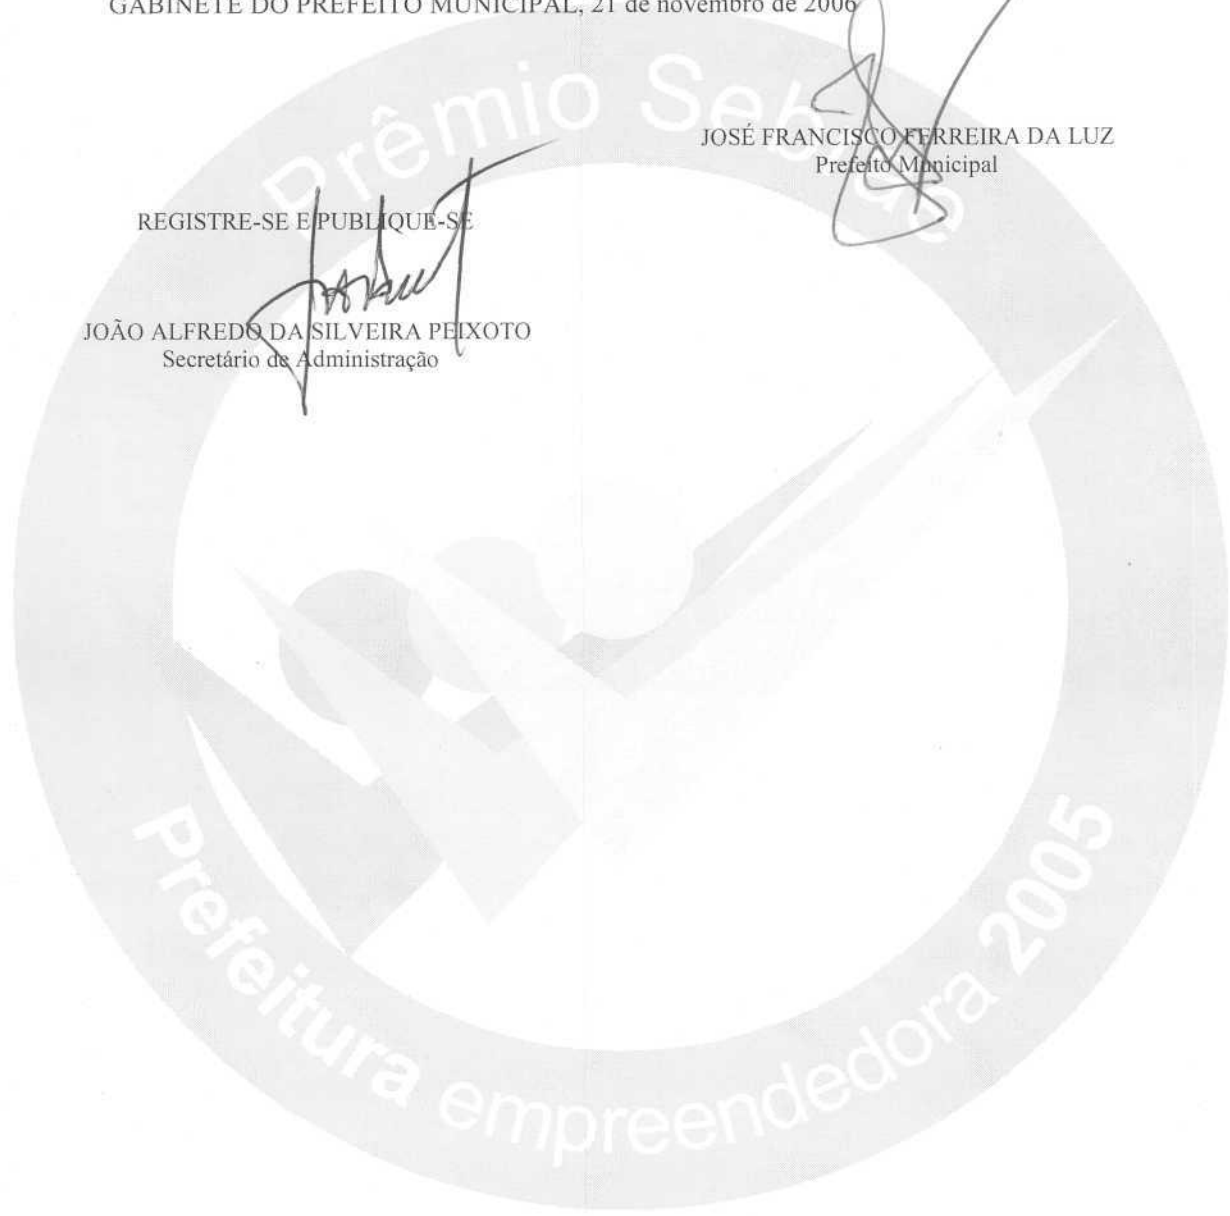 GABINETE DO PREFEITO MUNICIPAL, 21 de novembro de 2006
JOSÉ FRANCISCO FERREIRA DA LUZ
Prefeito Municipal
REGISTRE-SE E PUBLIQUE-SE
JOÃO ALFREDO DA SILVEIRA PEIXOTO
Secretário de Administração
Prêmio Sebrae
Prefeitura empreendedora 2005